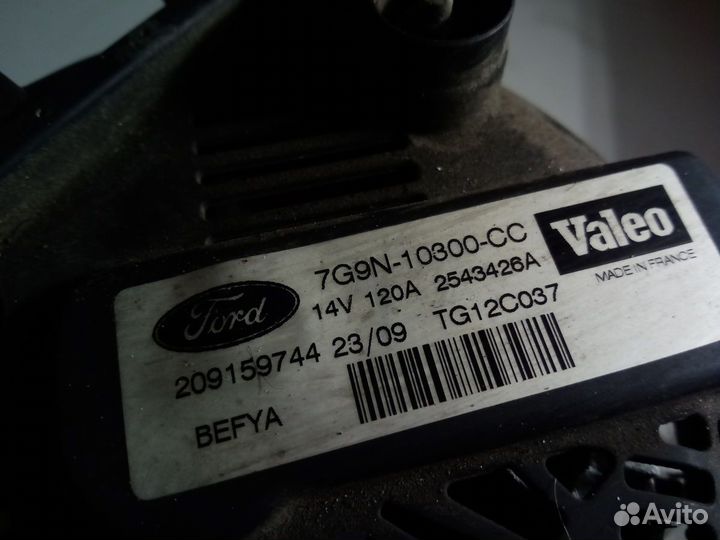 Ford
7G9N-10300-CC
14V 120A 2543426A
Valeo
MADE IN FRANCE
209159744 23/09 TG12C037
BEFYA
Avito